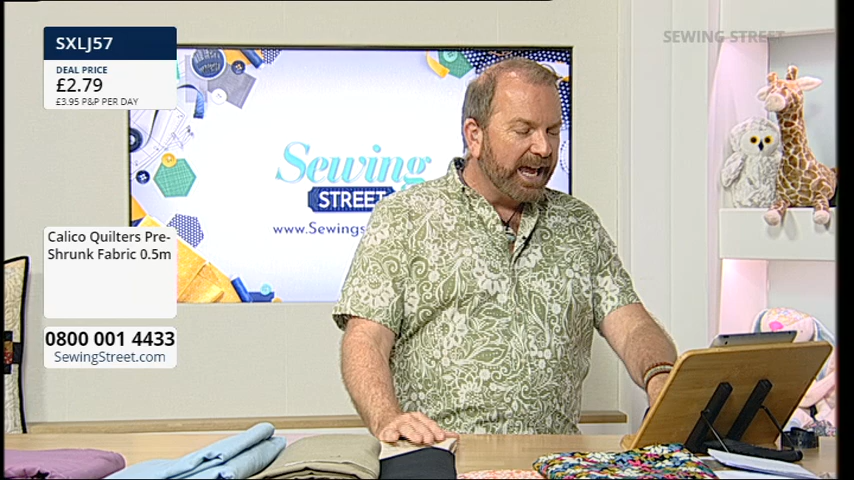 SXLJ57
SEWING STREET
DEAL PRICE
£2.79
£3.95 P&P PER DAY
Sewing
STREET
www.Sewings
Calico Quilters Pre-
Shrunk Fabric 0.5m
0800 001 4433
SewingStreet.com